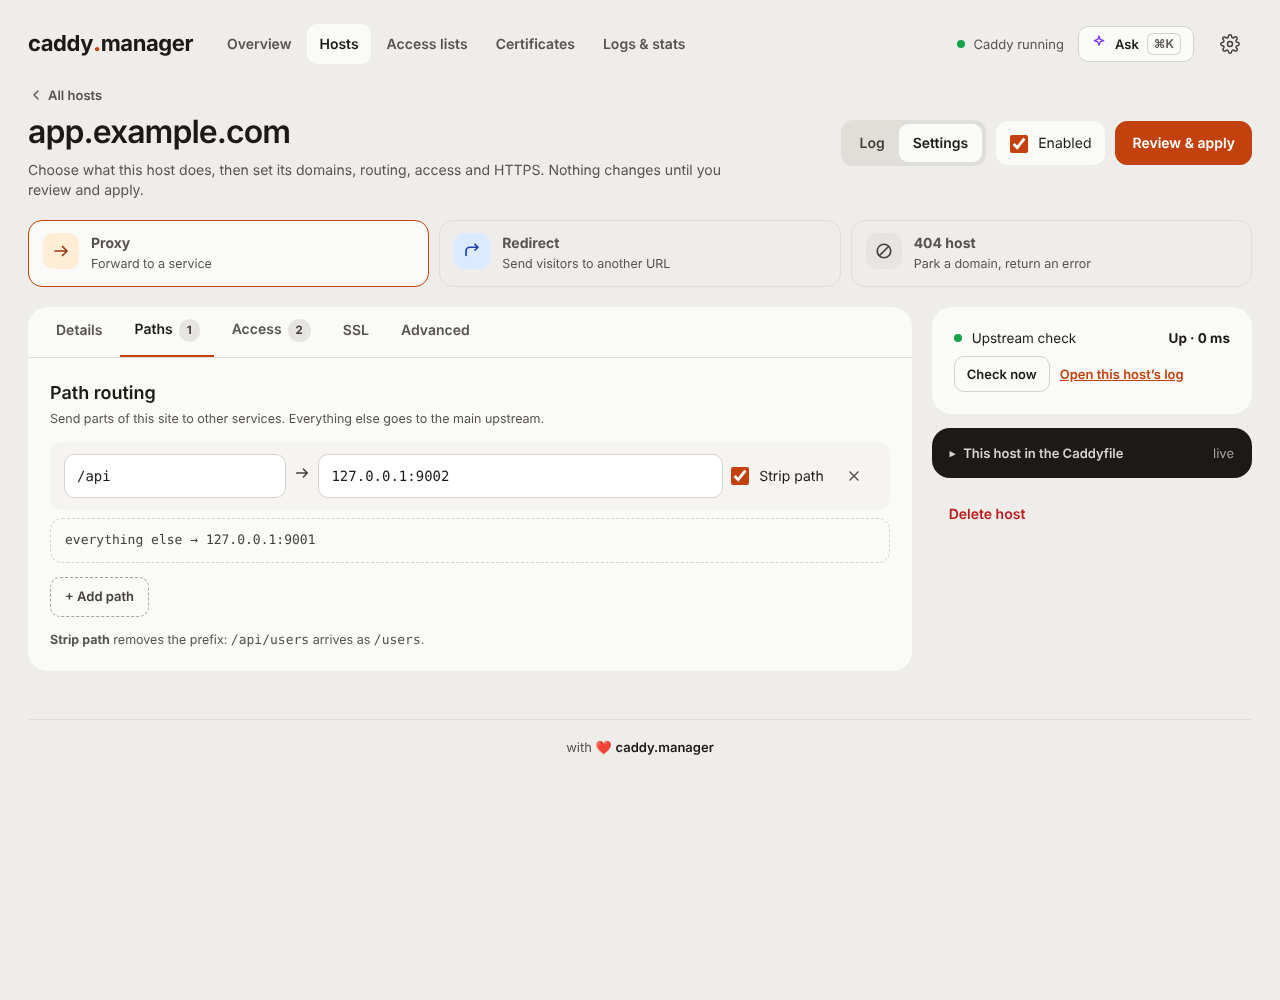 caddy.manager
Overview
Hosts
Access lists
Certificates
Logs & stats
Caddy running
Ask ⌘K
All hosts
app.example.com
Choose what this host does, then set its domains, routing, access and HTTPS. Nothing changes until you
review and apply.
Log
Settings
Enabled
Review & apply
Proxy
Forward to a service
Redirect
Send visitors to another URL
404 host
Park a domain, return an error
Details
Paths 1
Access 2
SSL
Advanced
Path routing
Send parts of this site to other services. Everything else goes to the main upstream.
/api → 127.0.0.1:9002 Strip path ×
everything else → 127.0.0.1:9001
+ Add path
Strip path removes the prefix: /api/users arrives as /users.
Upstream check Up · 0 ms
Check now
Open this host's log
▸ This host in the Caddyfile live
Delete host
with ❤️ caddy.manager